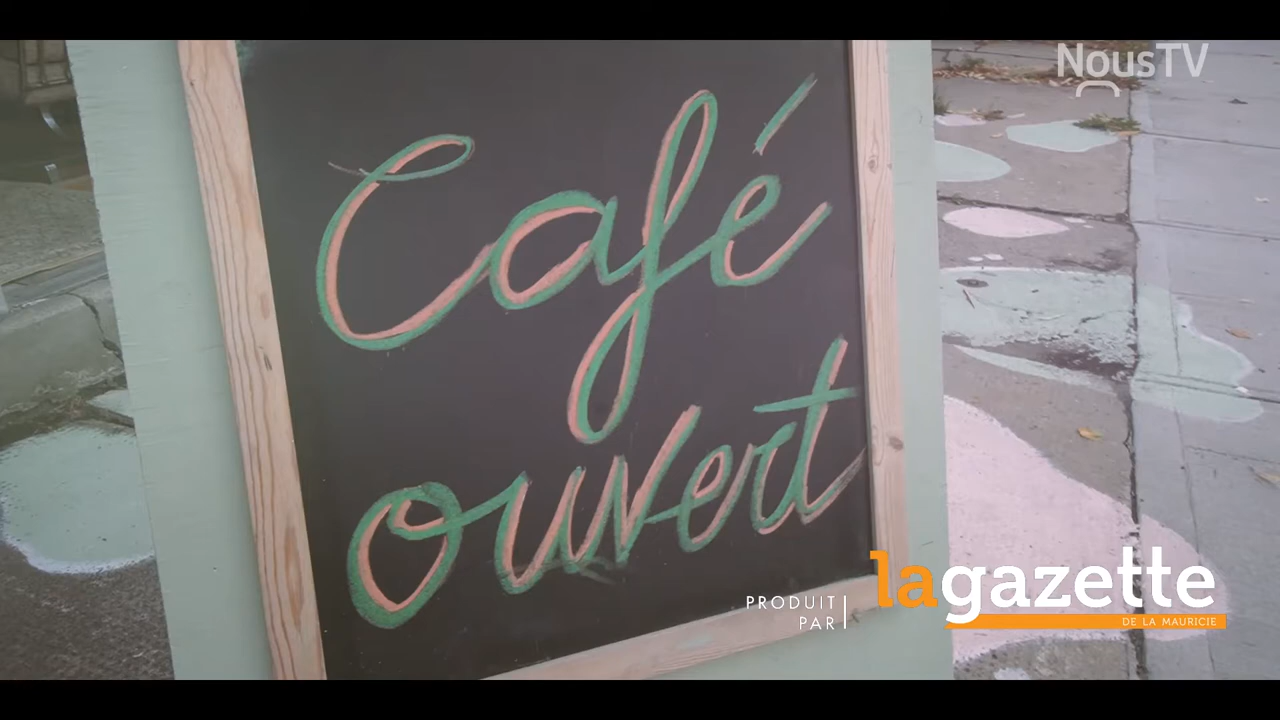 NousTV
Café
ouvert
PRODUIT
PAR
lagazette
DE LA MAURICIE